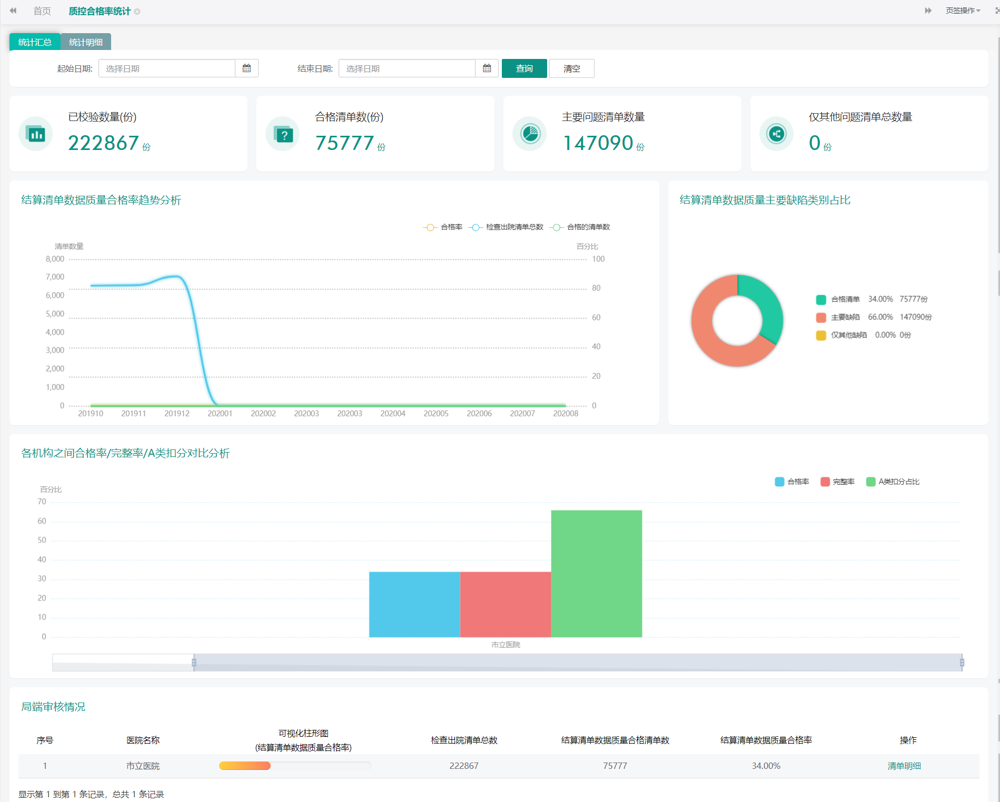 首页 质控合格率统计 页签操作
统计汇总 统计明细
起始日期: 选择日期 结束日期: 选择日期 查询 清空
已校验数量(份)
222867 份
合格清单数(份)
75777 份
主要问题清单数量
147090 份
仅其他问题清单总数量
0 份
结算清单数据质量合格率趋势分析
合格率 检查出院清单总数 合格的清单数
清单数量 百分比
8,000
7,000
6,000
5,000
4,000
3,000
2,000
1,000
0
100
80
60
40
20
0
201910 201911 201912 202001 202002 202003 202003 202004 202005 202006 202007 202008
结算清单数据质量主要缺陷类别占比
合格清单 34.00% 75777份
主要缺陷 66.00% 147090份
仅其他缺陷 0.00% 0份
各机构之间合格率/完整率/A类扣分对比分析
合格率 完整率 A类扣分占比
百分比
70
60
50
40
30
20
10
0
市立医院
局端审核情况
序号 医院名称 可视化柱形图 检查出院清单总数 结算清单数据质量合格清单数 结算清单数据质量合格率 操作
(结算清单数据质量合格率)
1 市立医院 222867 75777 34.00% 清单明细
显示第 1 到第 1 条记录，总共 1 条记录